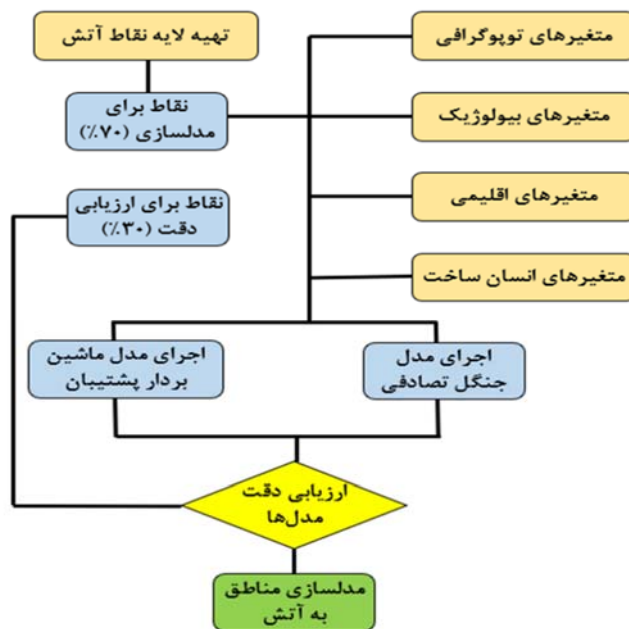 تهیه لایه نقاط آتش
متغیرهای توپوگرافی
نقاط برای
مدلسازی (۷۰٪)
متغیرهای بیولوژیک
نقاط برای ارزیابی
دقت (۳۰٪)
متغیرهای اقلیمی
متغیرهای انسان ساخت
اجرای مدل ماشین
بردار پشتیبان
اجرای مدل
جنگل تصادفی
ارزیابی دقت
مدل‌ها
مدلسازی مناطق
به آتش